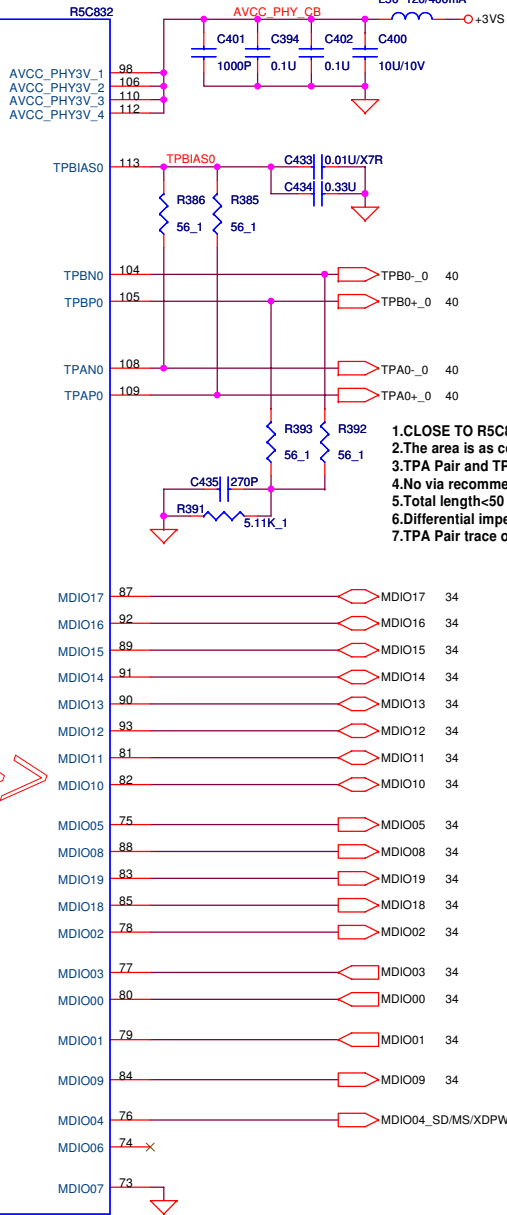 R5C832
AVCC_PHY_CB
+3VS
C401 C394 C402 C400
1000P 0.1U 0.1U 10U/10V
AVCC_PHY3V_1 98
AVCC_PHY3V_2 106
AVCC_PHY3V_3 110
AVCC_PHY3V_4 112
TPBIAS0 113 TPBIAS0
C433 0.01U/X7R
C434 0.33U
R386 R385
56_1 56_1
TPBN0 104 TPB0-_0 40
TPBP0 105 TPB0+_0 40
TPAN0 108 TPA0-_0 40
TPAP0 109 TPA0+_0 40
R393 R392
56_1 56_1
1.CLOSE TO R5C8
2.The area is as co
3.TPA Pair and TP
4.No via recomme
5.Total length<50
6.Differential impe
7.TPA Pair trace o
C435 270P
R391
5.11K_1
MDIO17 87 MDIO17 34
MDIO16 92 MDIO16 34
MDIO15 89 MDIO15 34
MDIO14 91 MDIO14 34
MDIO13 90 MDIO13 34
MDIO12 93 MDIO12 34
MDIO11 81 MDIO11 34
MDIO10 82 MDIO10 34
MDIO05 75 MDIO05 34
MDIO08 88 MDIO08 34
MDIO19 83 MDIO19 34
MDIO18 85 MDIO18 34
MDIO02 78 MDIO02 34
MDIO03 77 MDIO03 34
MDIO00 80 MDIO00 34
MDIO01 79 MDIO01 34
MDIO09 84 MDIO09 34
MDIO04 76 MDIO04_SD/MS/XDPW
MDIO06 74
MDIO07 73